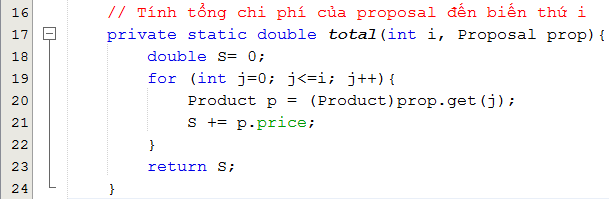 16 // Tính tổng chi phí của proposal đến biến thứ i
17 private static double total(int i, Proposal prop){
18 double S= 0;
19 for (int j=0; j<=i; j++){
20 Product p = (Product)prop.get(j);
21 S += p.price;
22 }
23 return S;
24 }